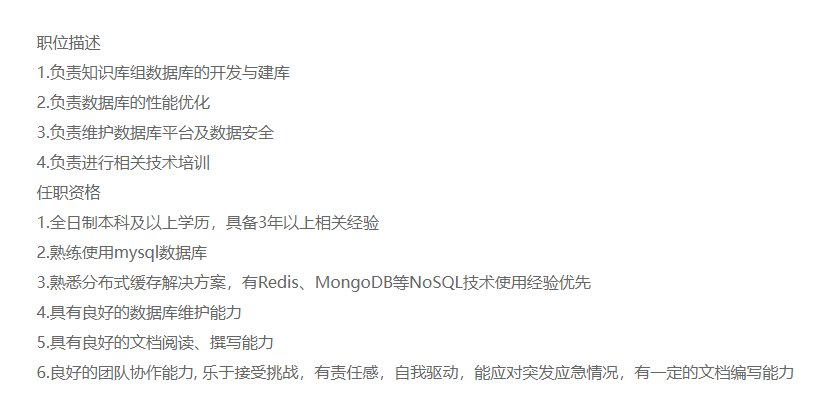 职位描述
1.负责知识库组数据库的开发与建库
2.负责数据库的性能优化
3.负责维护数据库平台及数据安全
4.负责进行相关技术培训
任职资格
1.全日制本科及以上学历，具备3年以上相关经验
2.熟练使用mysql数据库
3.熟悉分布式缓存解决方案，有Redis、MongoDB等NoSQL技术使用经验优先
4.具有良好的数据库维护能力
5.具有良好的文档阅读、撰写能力
6.良好的团队协作能力, 乐于接受挑战，有责任感，自我驱动，能应对突发应急情况，有一定的文档编写能力